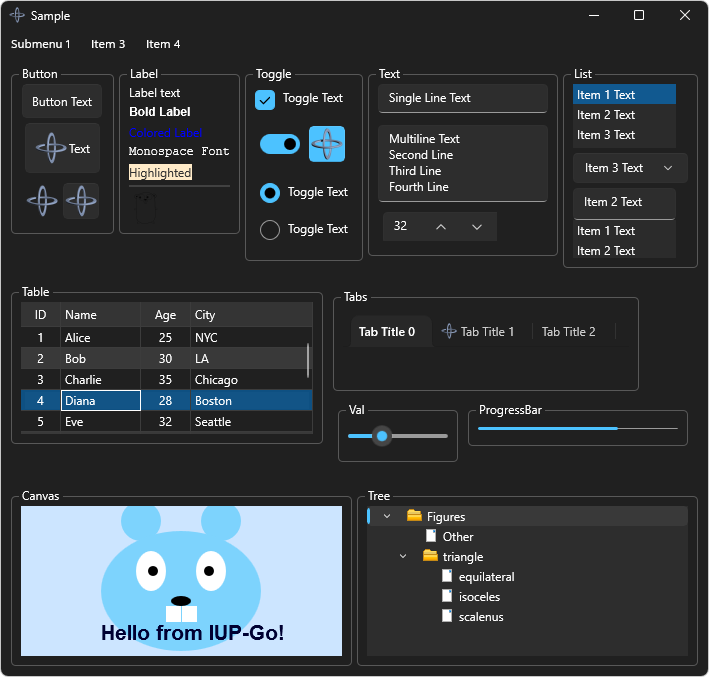 Sample
Submenu 1 Item 3 Item 4
Button
Button Text
Text
Label
Label text
Bold Label
Colored Label
Monospace Font
Highlighted
Toggle
Toggle Text
Toggle Text
Toggle Text
Text
Single Line Text
Multiline Text
Second Line
Third Line
Fourth Line
32
List
Item 1 Text
Item 2 Text
Item 3 Text
Item 3 Text
Item 2 Text
Item 1 Text
Item 2 Text
Table
ID Name Age City
1 Alice 25 NYC
2 Bob 30 LA
3 Charlie 35 Chicago
4 Diana 28 Boston
5 Eve 32 Seattle
Tabs
Tab Title 0 Tab Title 1 Tab Title 2
Val
ProgressBar
Canvas
Hello from IUP-Go!
Tree
Figures
Other
triangle
equilateral
isoceles
scalenus